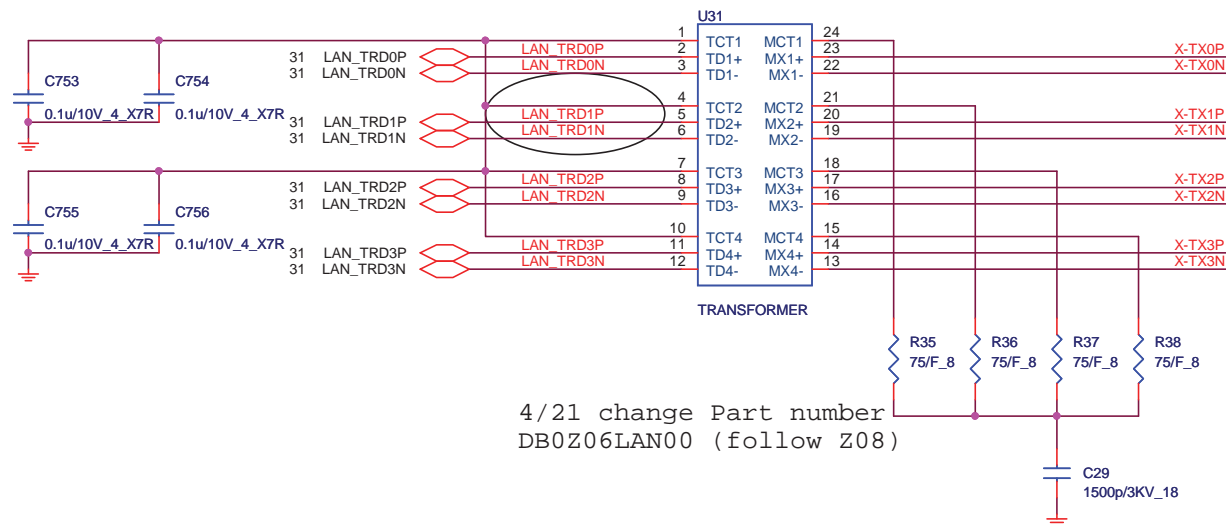 U31
1 TCT1 MCT1 24
31 LAN_TRD0P LAN_TRD0P 2 TD1+ MX1+ 23 X-TX0P
31 LAN_TRD0N LAN_TRD0N 3 TD1- MX1- 22 X-TX0N
C753
0.1u/10V_4_X7R
C754
0.1u/10V_4_X7R
4 TCT2 MCT2 21
31 LAN_TRD1P LAN_TRD1P 5 TD2+ MX2+ 20 X-TX1P
31 LAN_TRD1N LAN_TRD1N 6 TD2- MX2- 19 X-TX1N
7 TCT3 MCT3 18
31 LAN_TRD2P LAN_TRD2P 8 TD3+ MX3+ 17 X-TX2P
31 LAN_TRD2N LAN_TRD2N 9 TD3- MX3- 16 X-TX2N
C755
0.1u/10V_4_X7R
C756
0.1u/10V_4_X7R
10 TCT4 MCT4 15
31 LAN_TRD3P LAN_TRD3P 11 TD4+ MX4+ 14 X-TX3P
31 LAN_TRD3N LAN_TRD3N 12 TD4- MX4- 13 X-TX3N
TRANSFORMER
R35
75/F_8
R36
75/F_8
R37
75/F_8
R38
75/F_8
4/21 change Part number
DB0Z06LAN00 (follow Z08)
C29
1500p/3KV_18